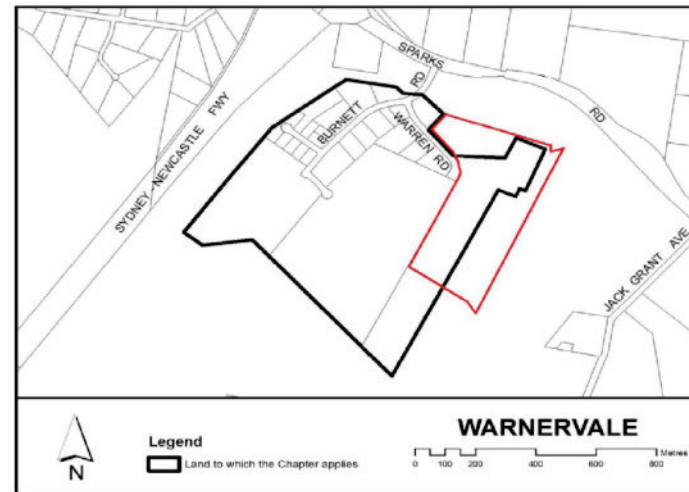 SPARKS
RD
RD
BURNETT
WARREN RD
SYDNEY-NEWCASTLE FWY
JACK GRANT AVE
WARNERVALE
Legend
Land to which the Chapter applies
N
Metres
0 100 200 400 600 800